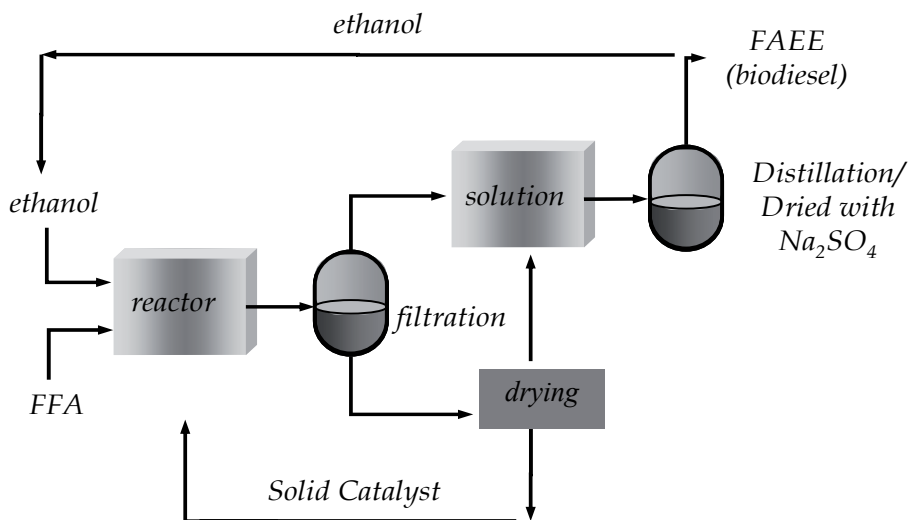 ethanol
FAEE
(biodiesel)
ethanol
solution
Distillation/
Dried with
Na₂SO₄
reactor
filtration
FFA
drying
Solid Catalyst